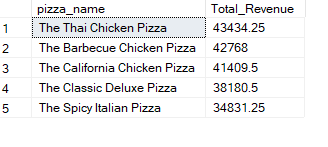 pizza_name Total_Revenue
1 The Thai Chicken Pizza 43434.25
2 The Barbecue Chicken Pizza 42768
3 The California Chicken Pizza 41409.5
4 The Classic Deluxe Pizza 38180.5
5 The Spicy Italian Pizza 34831.25